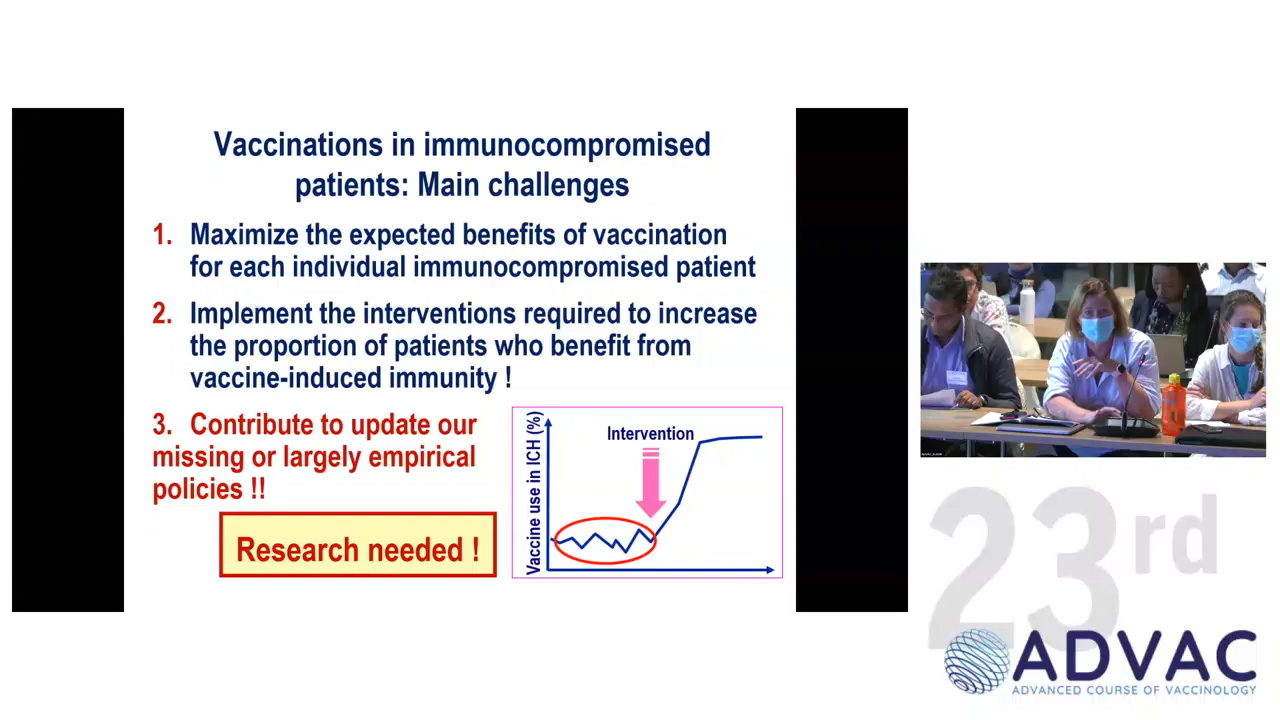 Vaccinations in immunocompromised
patients: Main challenges
1. Maximize the expected benefits of vaccination
for each individual immunocompromised patient
2. Implement the interventions required to increase
the proportion of patients who benefit from
vaccine-induced immunity !
3. Contribute to update our
missing or largely empirical
policies !!
Research needed !
Vaccine use in ICH (%)
Intervention
23rd
ADVAC
ADVANCED COURSE OF VACCINOLOGY